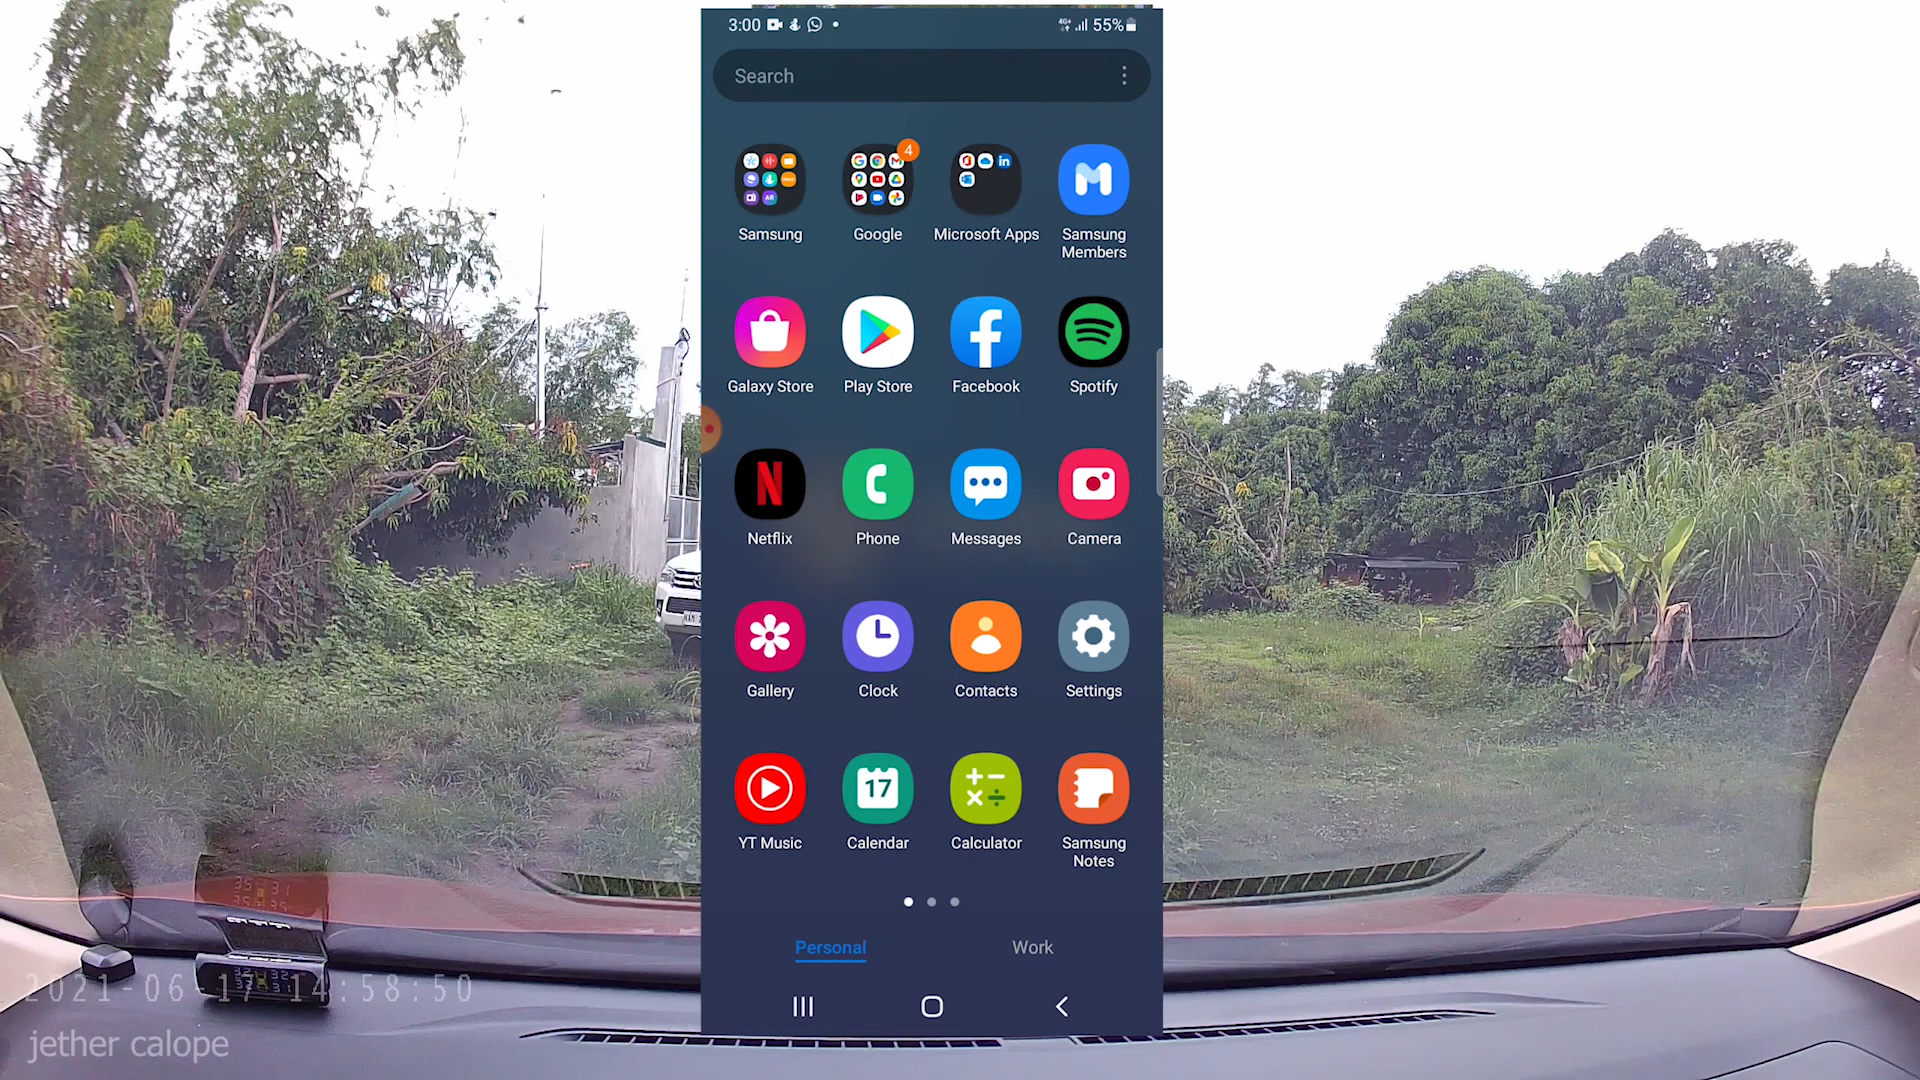 3:00
4G+
55%
Search
4
Samsung
Google
Microsoft Apps
Samsung
Members
Galaxy Store
Play Store
Facebook
Spotify
Netflix
Phone
Messages
Camera
Gallery
Clock
Contacts
Settings
17
YT Music
Calendar
Calculator
Samsung
Notes
Personal
Work
2021-06-17 14:58:50
jether calope